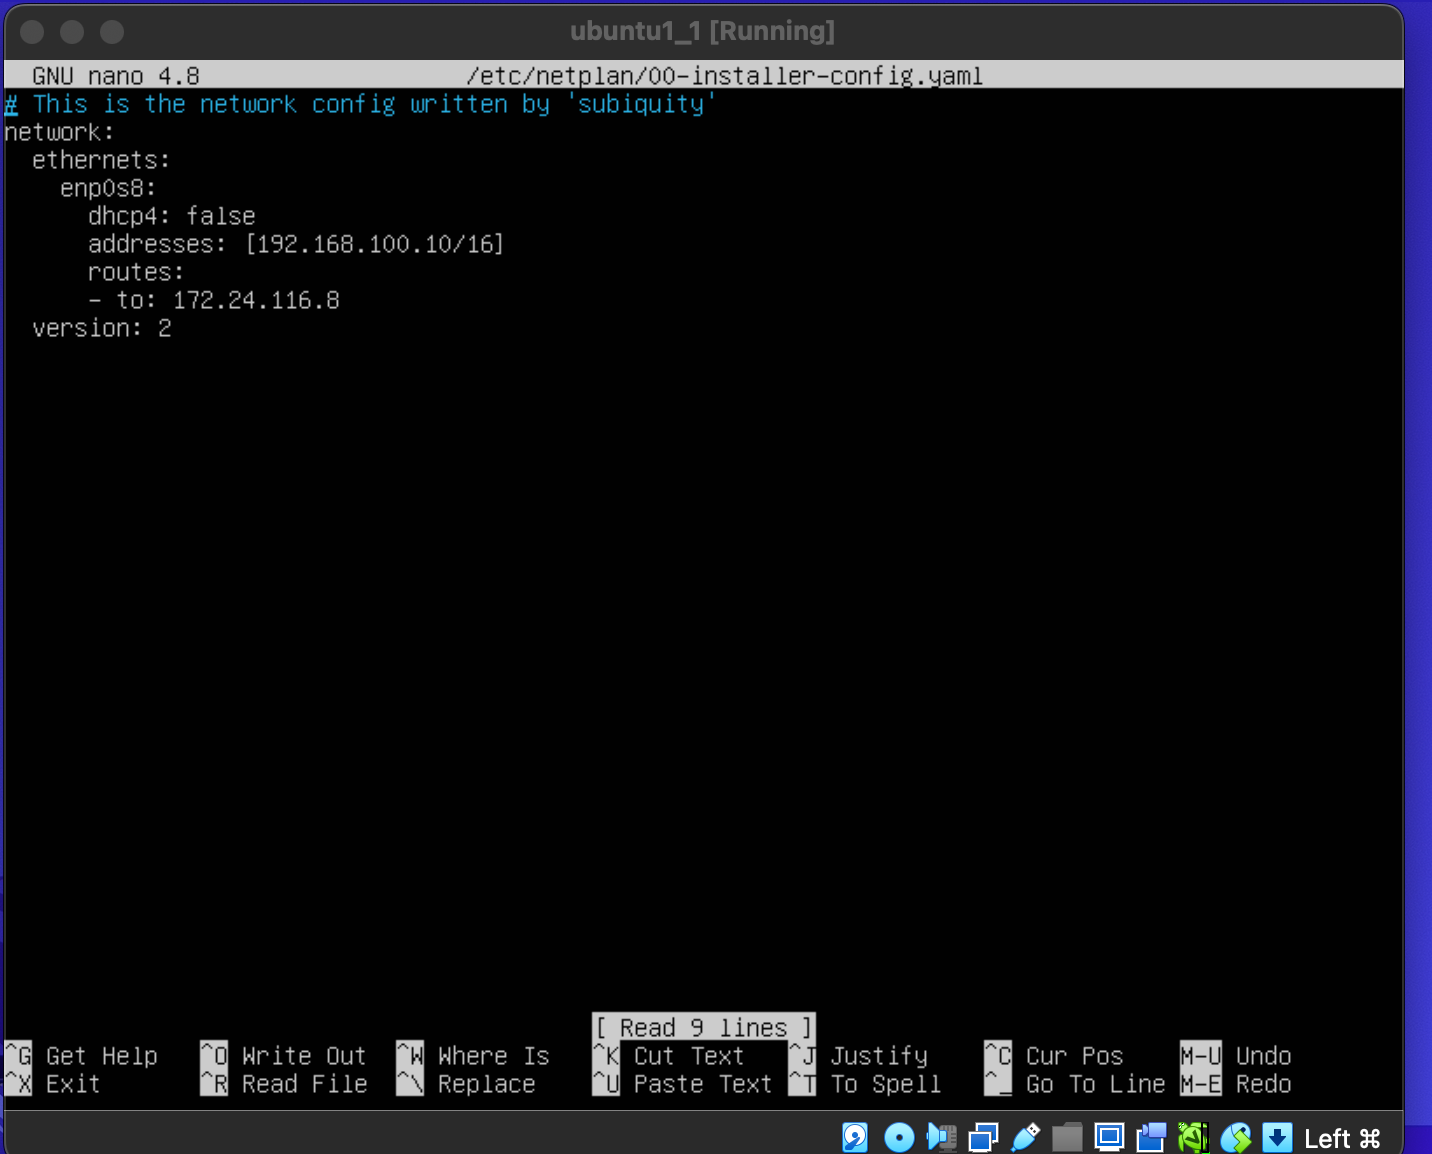 ubuntu1_1 [Running]
GNU nano 4.8 /etc/netplan/00-installer-config.yaml
# This is the network config written by 'subiquity'
network:
  ethernets:
    enp0s8:
      dhcp4: false
      addresses: [192.168.100.10/16]
      routes:
      - to: 172.24.116.8
  version: 2
[ Read 9 lines ]
^G Get Help ^O Write Out ^W Where Is ^K Cut Text ^J Justify ^C Cur Pos M-U Undo
^X Exit ^R Read File ^\ Replace ^U Paste Text ^T To Spell ^_ Go To Line M-E Redo
Left ⌘